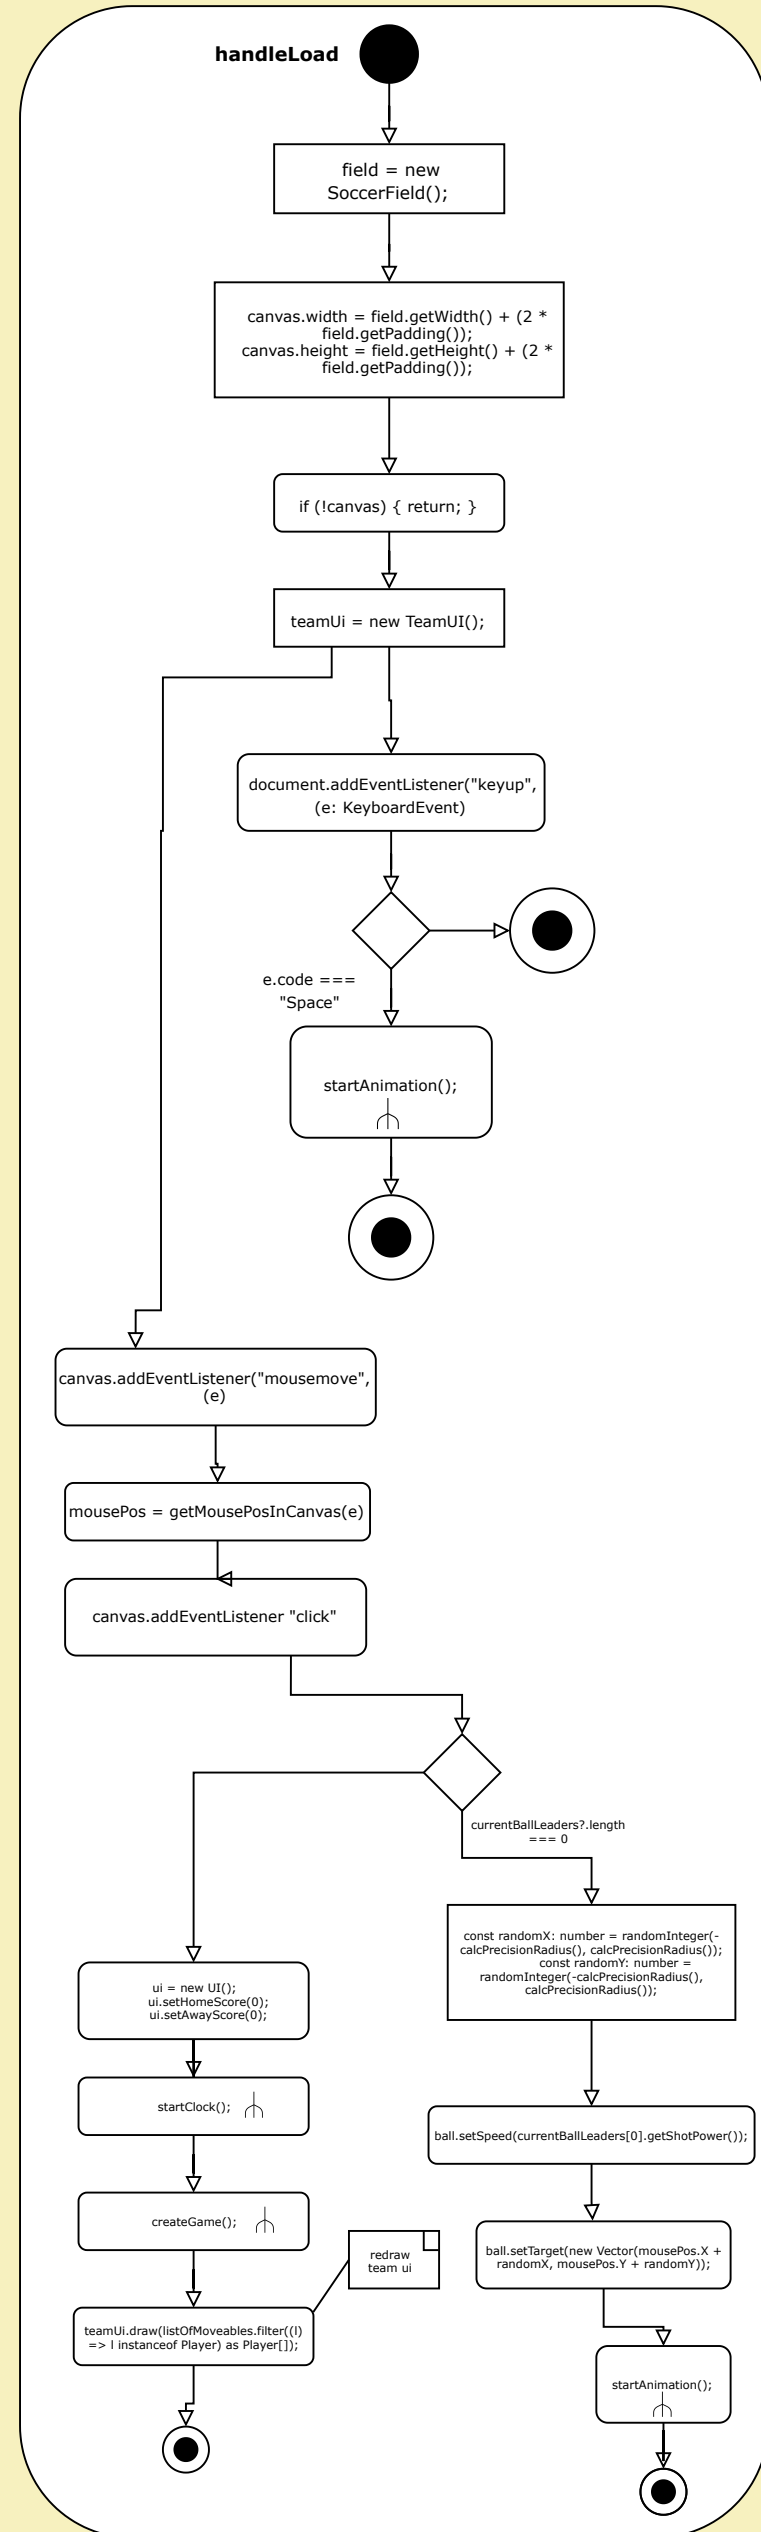 handleLoad
field = new
SoccerField();
canvas.width = field.getWidth() + (2 *
field.getPadding());
canvas.height = field.getHeight() + (2 *
field.getPadding());
if (!canvas) { return; }
teamUi = new TeamUI();
document.addEventListener("keyup",
(e: KeyboardEvent)
e.code ===
"Space"
startAnimation();
canvas.addEventListener("mousemove",
(e)
mousePos = getMousePosInCanvas(e)
canvas.addEventListener "click"
currentBallLeaders?.length
=== 0
const randomX: number = randomInteger(-
calcPrecisionRadius(), calcPrecisionRadius());
const randomY: number =
randomInteger(-calcPrecisionRadius(),
calcPrecisionRadius());
ui = new UI();
ui.setHomeScore(0);
ui.setAwayScore(0);
startClock();
ball.setSpeed(currentBallLeaders[0].getShotPower());
createGame();
ball.setTarget(new Vector(mousePos.X +
randomX, mousePos.Y + randomY));
redraw
team ui
teamUi.draw(listOfMoveables.filter((l)
=> l instanceof Player) as Player[]);
startAnimation();